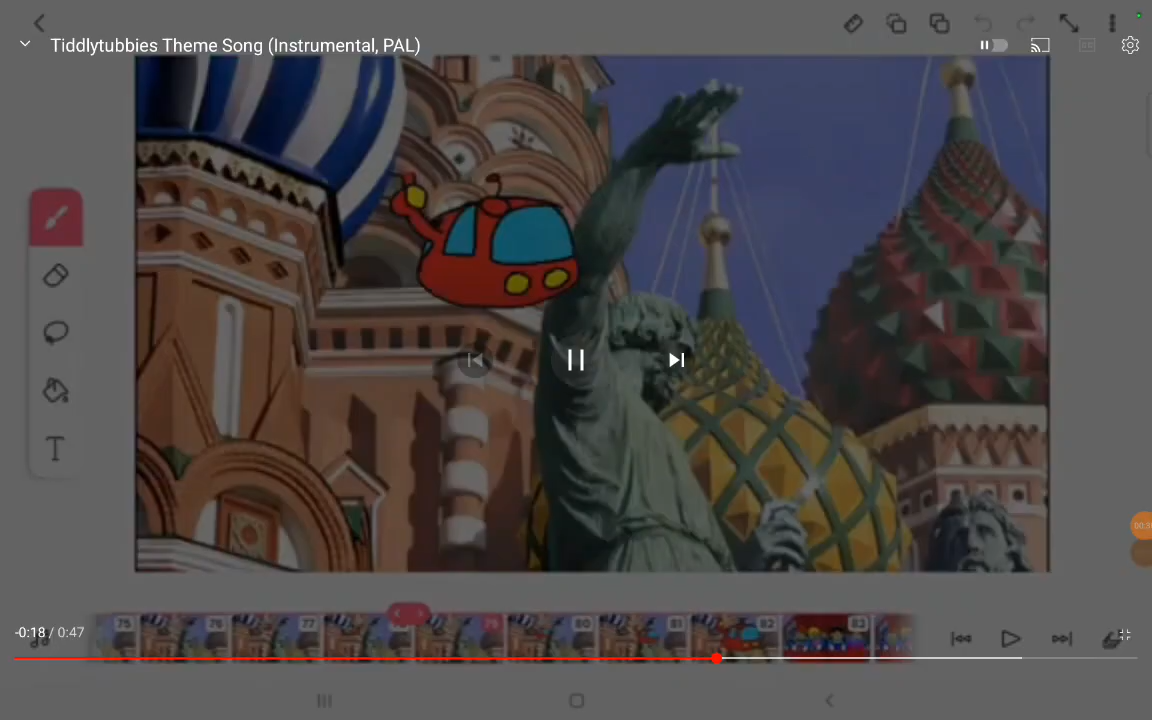 Tiddlytubbies Theme Song (Instrumental, PAL)
T
-0:18 / 0:47
75
76
77
79
80
81
82
83